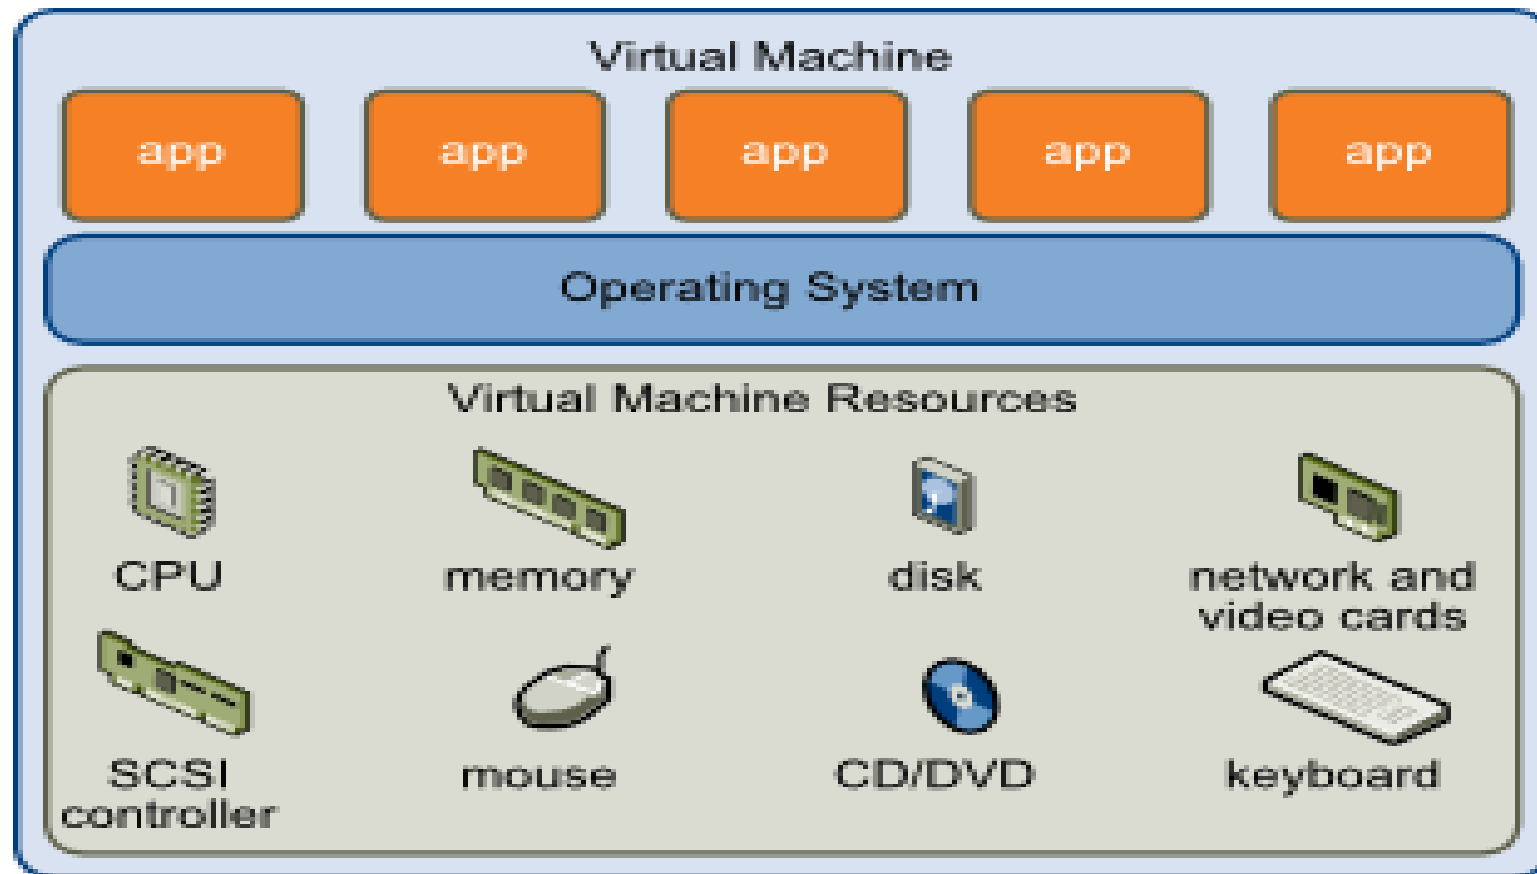 Virtual Machine
app app app app app
Operating System
Virtual Machine Resources
CPU memory disk network and
video cards
SCSI mouse CD/DVD keyboard
controller